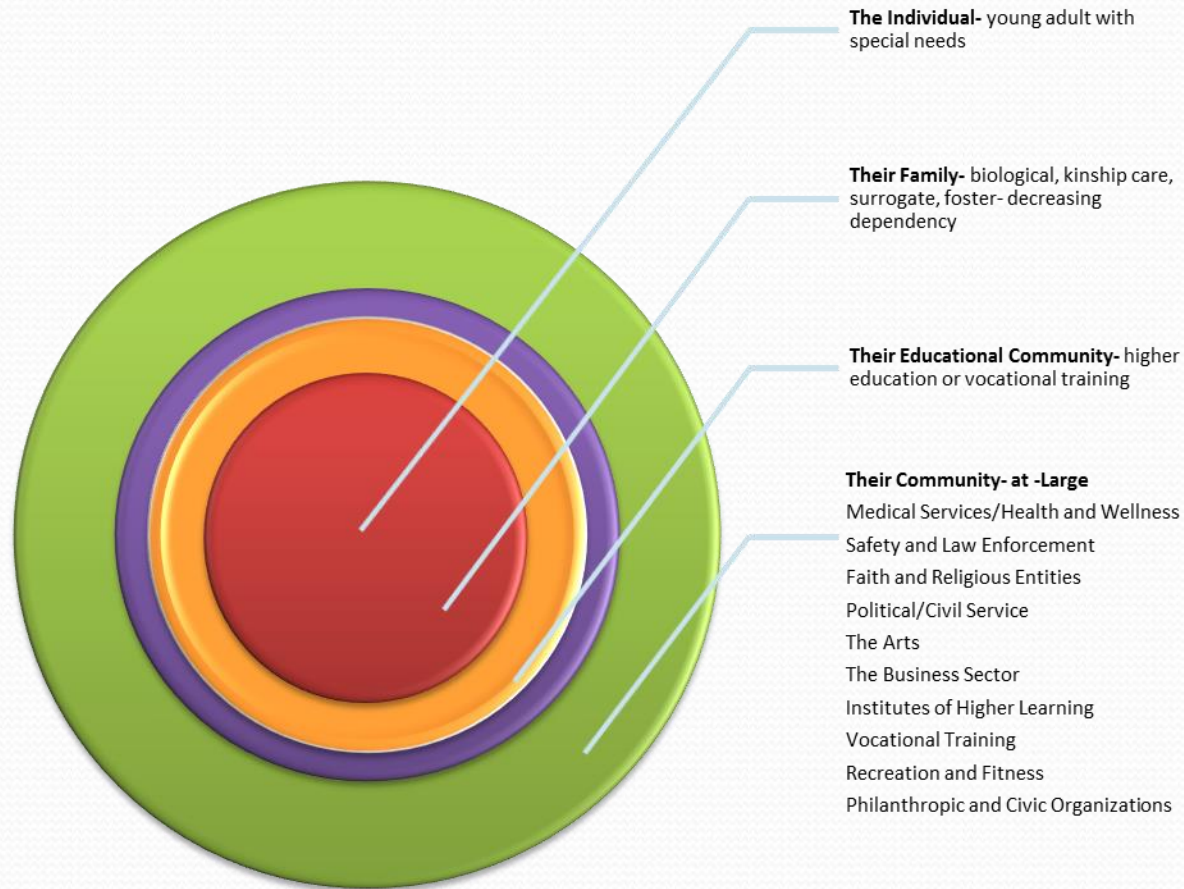 The Individual- young adult with
special needs
Their Family- biological, kinship care,
surrogate, foster- decreasing
dependency
Their Educational Community- higher
education or vocational training
Their Community- at -Large
Medical Services/Health and Wellness
Safety and Law Enforcement
Faith and Religious Entities
Political/Civil Service
The Arts
The Business Sector
Institutes of Higher Learning
Vocational Training
Recreation and Fitness
Philanthropic and Civic Organizations